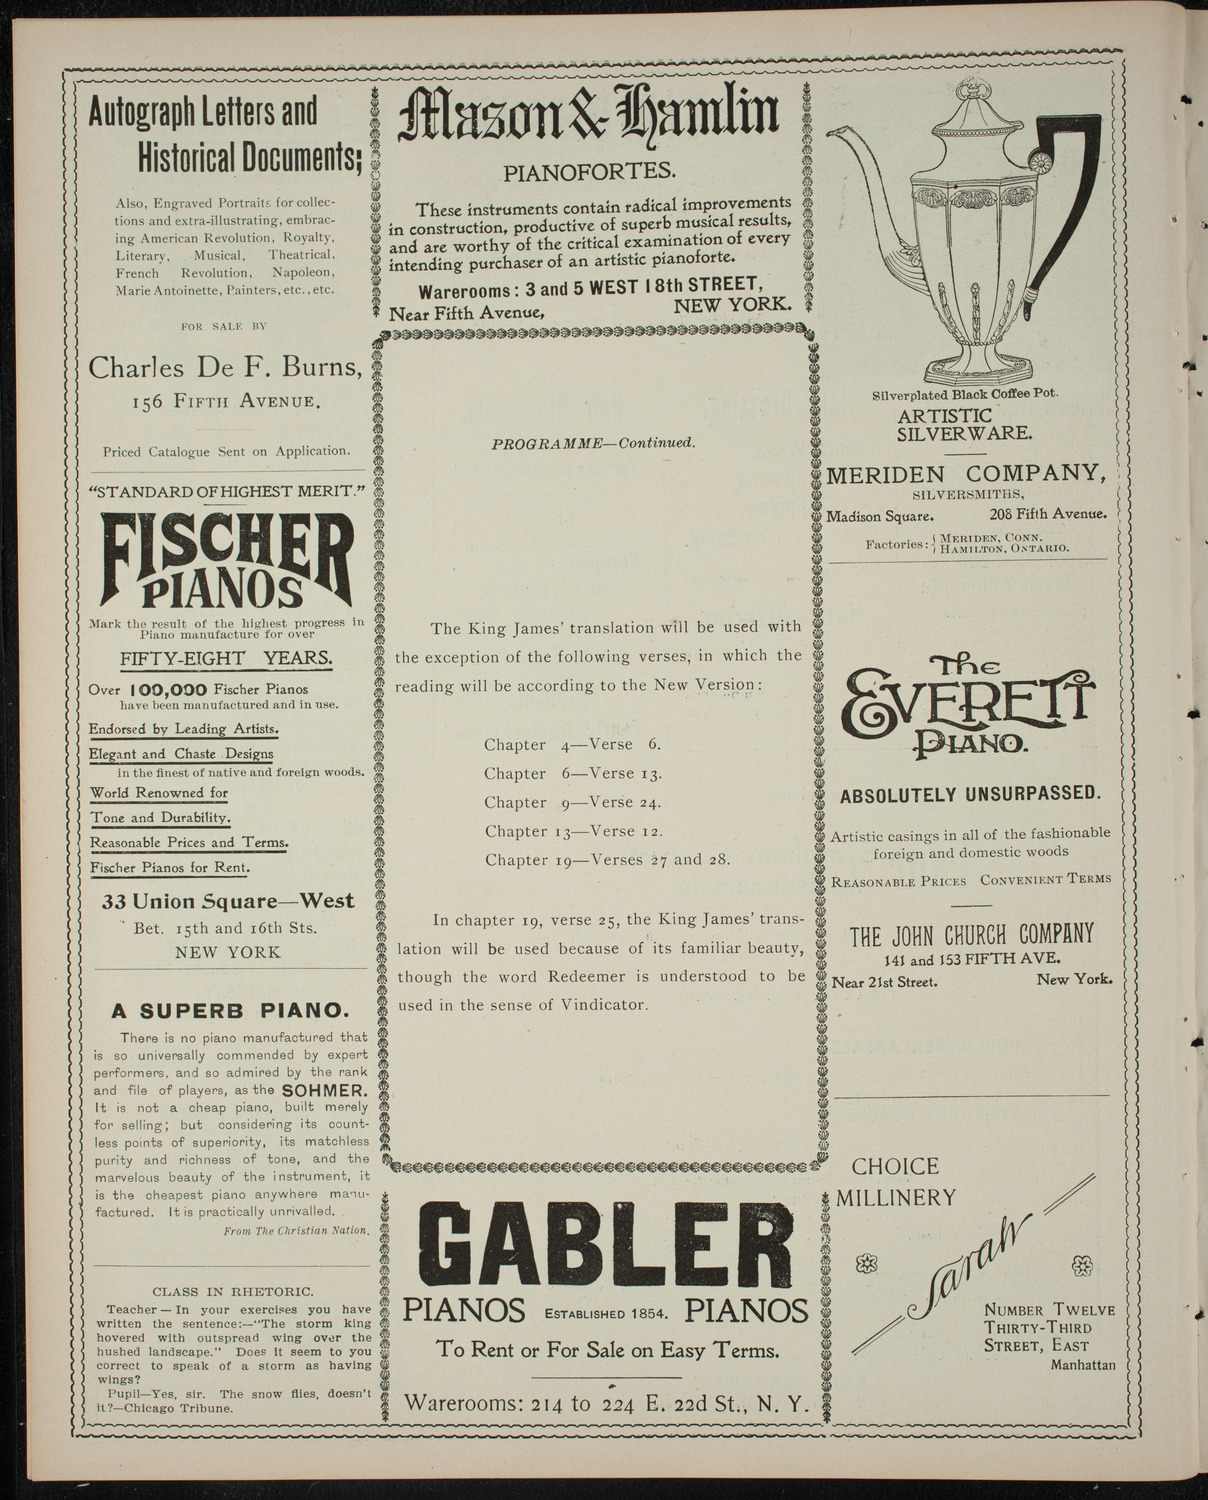 Autograph Letters and
Historical Documents;
Also, Engraved Portraits for collec-
tions and extra-illustrating, embrac-
ing American Revolution, Royalty,
Literary, Musical, Theatrical.
French Revolution, Napoleon,
Marie Antoinette, Painters, etc., etc.
FOR SALE BY
Charles De F. Burns,
156 FIFTH AVENUE.
Priced Catalogue Sent on Application.
"STANDARD OF HIGHEST MERIT."
FISCHER
PIANOS
Mark the result of the highest progress in
Piano manufacture for over
FIFTY-EIGHT YEARS.
Over 100,000 Fischer Pianos
have been manufactured and in use.
Endorsed by Leading Artists.
Elegant and Chaste Designs
in the finest of native and foreign woods.
World Renowned for
Tone and Durability.
Reasonable Prices and Terms.
Fischer Pianos for Rent.
33 Union Square—West
Bet. 15th and 16th Sts.
NEW YORK
A SUPERB PIANO.
There is no piano manufactured that
is so universally commended by expert
performers, and so admired by the rank
and file of players, as the SOHMER.
It is not a cheap piano, built merely
for selling; but considering its count-
less points of superiority, its matchless
purity and richness of tone, and the
marvelous beauty of the instrument, it
is the cheapest piano anywhere manu-
factured. It is practically unrivalled.
From The Christian Nation.
CLASS IN RHETORIC.
Teacher — In your exercises you have
written the sentence:—"The storm king
hovered with outspread wing over the
hushed landscape." Does it seem to you
correct to speak of a storm as having
wings?
Pupil—Yes, sir. The snow flies, doesn't
it?—Chicago Tribune.
Mason & Hamlin
PIANOFORTES.
These instruments contain radical improvements
in construction, productive of superb musical results,
and are worthy of the critical examination of every
intending purchaser of an artistic pianoforte.
Warerooms: 3 and 5 WEST 18th STREET,
Near Fifth Avenue, NEW YORK.
PROGRAMME—Continued.
The King James' translation will be used with
the exception of the following verses, in which the
reading will be according to the New Version:
Chapter 4—Verse 6.
Chapter 6—Verse 13.
Chapter 9—Verse 24.
Chapter 13—Verse 12.
Chapter 19—Verses 27 and 28.
In chapter 19, verse 25, the King James' trans-
lation will be used because of its familiar beauty,
though the word Redeemer is understood to be
used in the sense of Vindicator.
GABLER
PIANOS ESTABLISHED 1854. PIANOS
To Rent or For Sale on Easy Terms.
Warerooms: 214 to 224 E. 22d St., N. Y.
Silverplated Black Coffee Pot.
ARTISTIC
SILVERWARE.
MERIDEN COMPANY,
SILVERSMITHS,
Madison Square. 208 Fifth Avenue.
Factories: { MERIDEN, CONN.
HAMILTON, ONTARIO.
The
EVERETT
PIANO.
ABSOLUTELY UNSURPASSED.
Artistic casings in all of the fashionable
foreign and domestic woods
REASONABLE PRICES CONVENIENT TERMS
THE JOHN CHURCH COMPANY
141 and 153 FIFTH AVE.
Near 21st Street. New York.
CHOICE
MILLINERY
Sarah
NUMBER TWELVE
THIRTY-THIRD
STREET, EAST
Manhattan